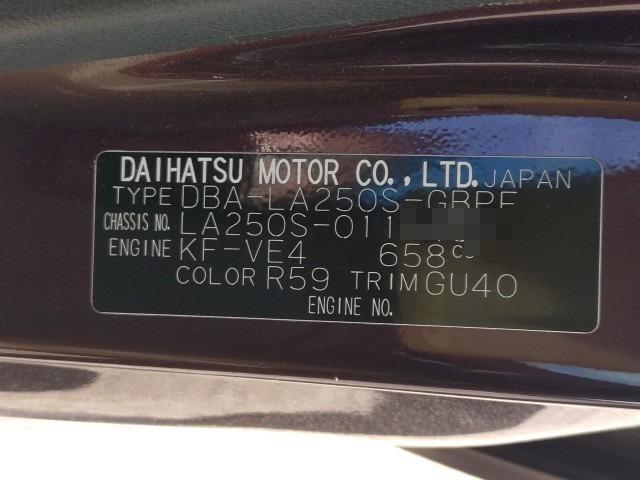 DAIHATSU MOTOR CO., LTD. JAPAN
TYPE DBA-LA250S-GBPF
CHASSIS NO. LA250S-011
ENGINE KF-VE4 658cc
COLOR R59 TRIM GU40
ENGINE NO.